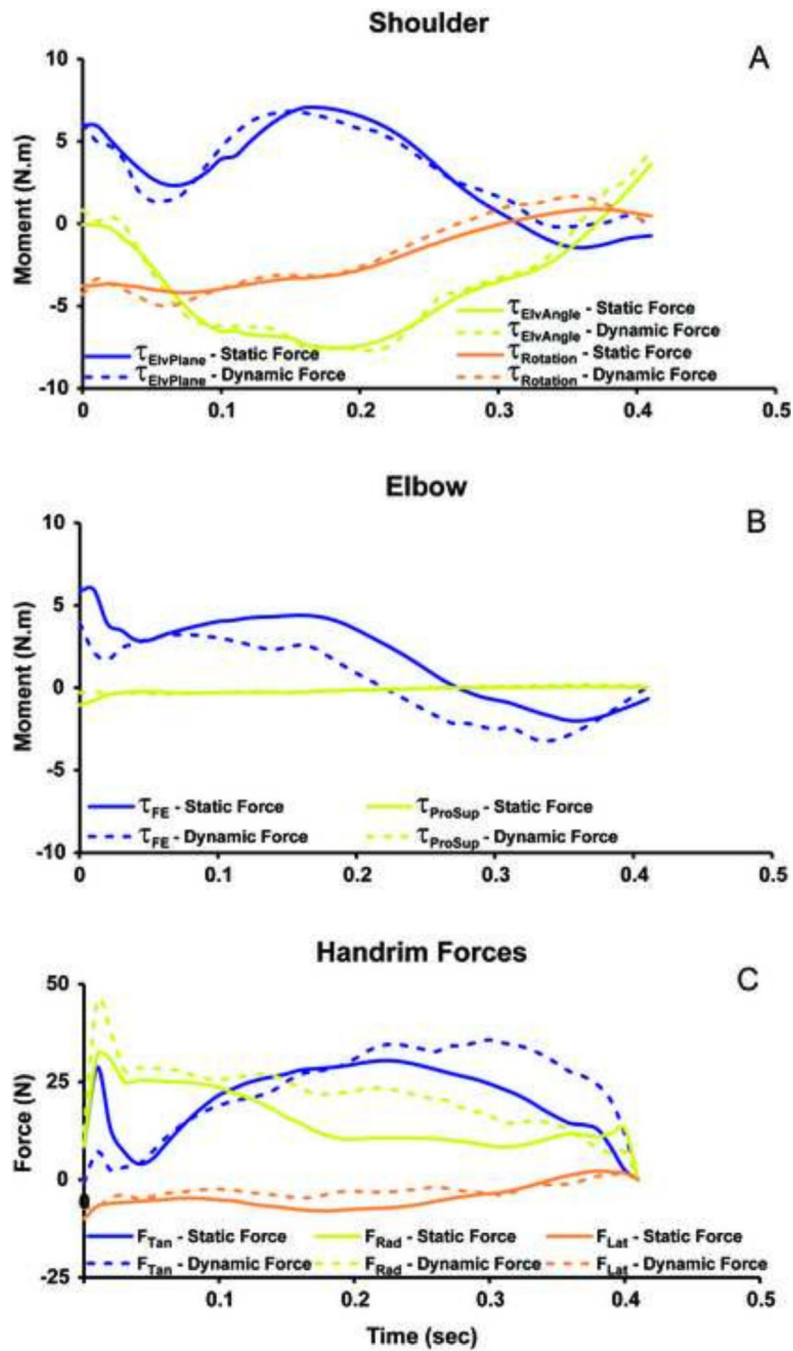 Shoulder
A
10
5
0
-5
-10
Moment (N.m)
τElvAngle - Static Force
τElvAngle - Dynamic Force
τElvPlane - Static Force
τRotation - Static Force
τElvPlane - Dynamic Force
τRotation - Dynamic Force
0 0.1 0.2 0.3 0.4 0.5
Elbow
B
10
5
0
-5
-10
Moment (N.m)
τFE - Static Force
τProSup - Static Force
τFE - Dynamic Force
τProSup - Dynamic Force
0 0.1 0.2 0.3 0.4 0.5
Handrim Forces
C
50
25
0
-25
Force (N)
FTan - Static Force
FRad - Static Force
FLat - Static Force
FTan - Dynamic Force
FRad - Dynamic Force
FLat - Dynamic Force
0
0.1 0.2 0.3 0.4 0.5
Time (sec)